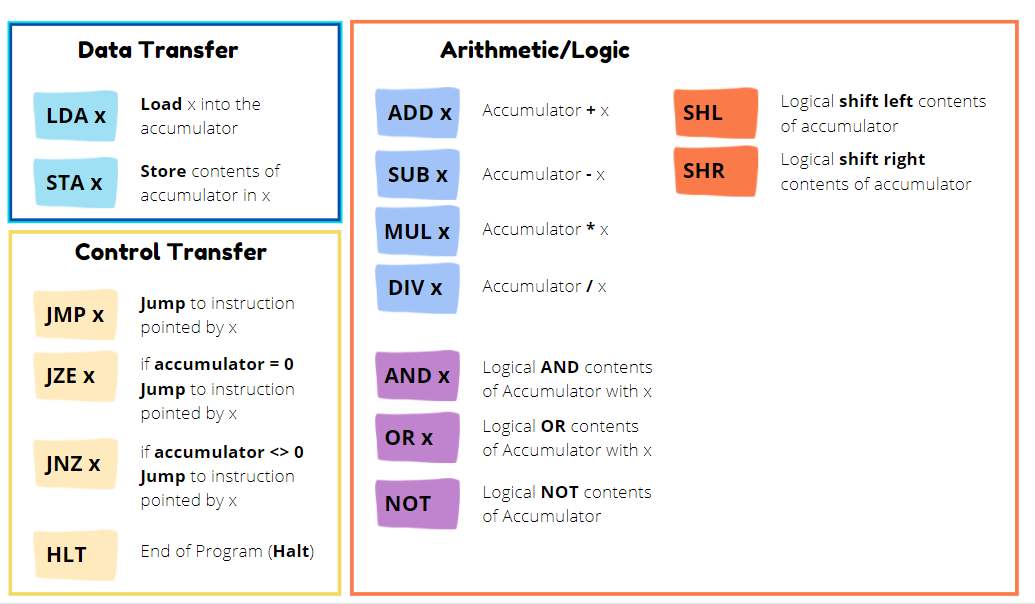 Data Transfer
LDA x
Load x into the
accumulator
STA x
Store contents of
accumulator in x
Control Transfer
JMP x
Jump to instruction
pointed by x
JZE x
if accumulator = 0
Jump to instruction
pointed by x
JNZ x
if accumulator <> 0
Jump to instruction
pointed by x
HLT
End of Program (Halt)
Arithmetic/Logic
ADD x
Accumulator + x
SUB x
Accumulator - x
MUL x
Accumulator * x
DIV x
Accumulator / x
AND x
Logical AND contents
of Accumulator with x
OR x
Logical OR contents
of Accumulator with x
NOT
Logical NOT contents
of Accumulator
SHL
Logical shift left contents
of accumulator
SHR
Logical shift right
contents of accumulator